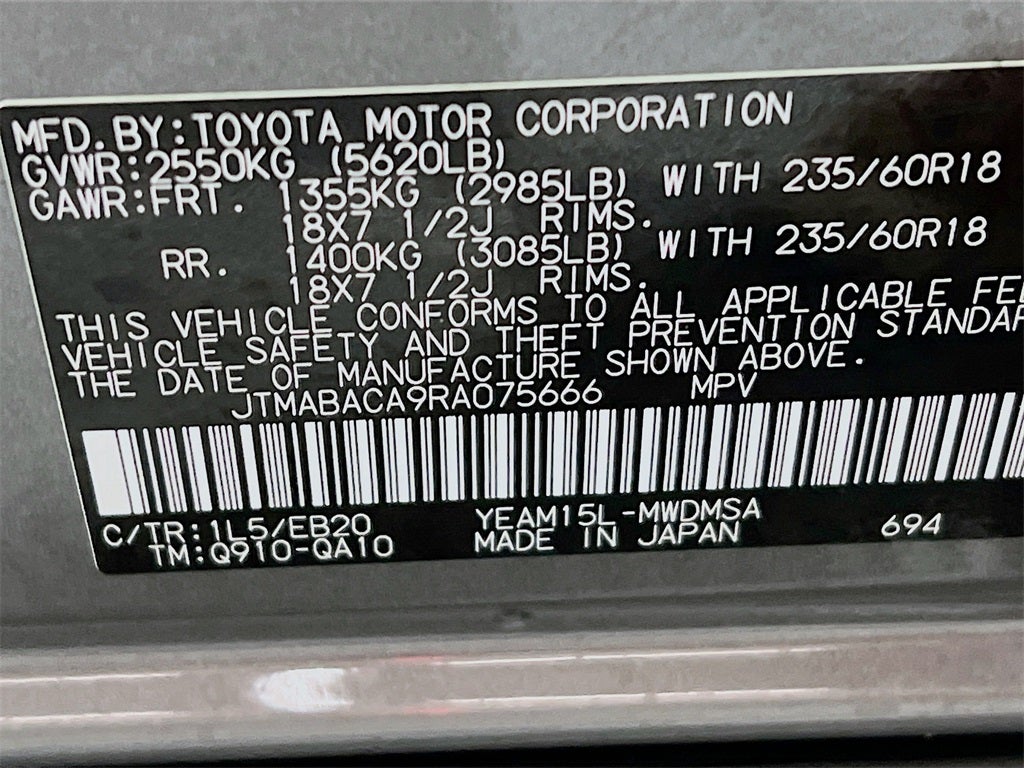 MFD.BY:TOYOTA MOTOR CORPORATION
GVWR:2550KG (5620LB)
GAWR:FRT. 1355KG (2985LB) WITH 235/60R18
18X7 1/2J RIMS.
RR. 1400KG (3085LB) WITH 235/60R18
18X7 1/2J RIMS.
THIS VEHICLE CONFORMS TO ALL APPLICABLE
VEHICLE SAFETY AND THEFT PREVENTION
THE DATE OF MANUFACTURE SHOWN ABOVE.
JTMABACA9RA075666 MPV
C/TR:1L5/EB20 YEAM15L-MWDMSA 694
TM:Q910-QA10 MADE IN JAPAN